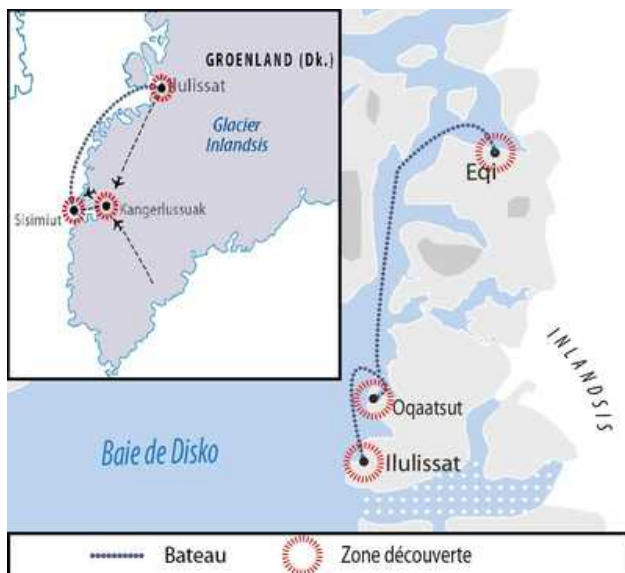 GROENLAND (Dk.)
Ilulissat
Glacier
Inlandsis
Kangerlussuak
Sisimiut
Eqi
INLANDSIS
Oqaatsut
Baie de Disko
Ilulissat
Bateau
Zone découverte